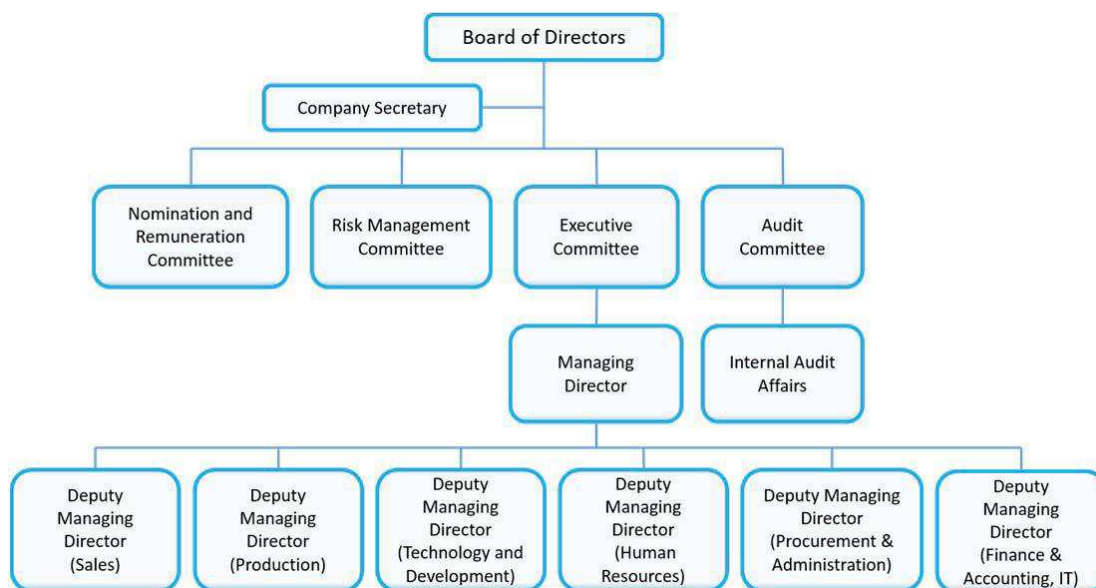 Board of Directors
Company Secretary
Nomination and
Remuneration
Committee
Risk Management
Committee
Executive
Committee
Audit
Committee
Managing
Director
Internal Audit
Affairs
Deputy
Managing
Director
(Sales)
Deputy
Managing
Director
(Production)
Deputy
Managing
Director
(Technology and
Development)
Deputy
Managing
Director
(Human
Resources)
Deputy Managing
Director
(Procurement &
Administration)
Deputy
Managing
Director
(Finance &
Accounting, IT)